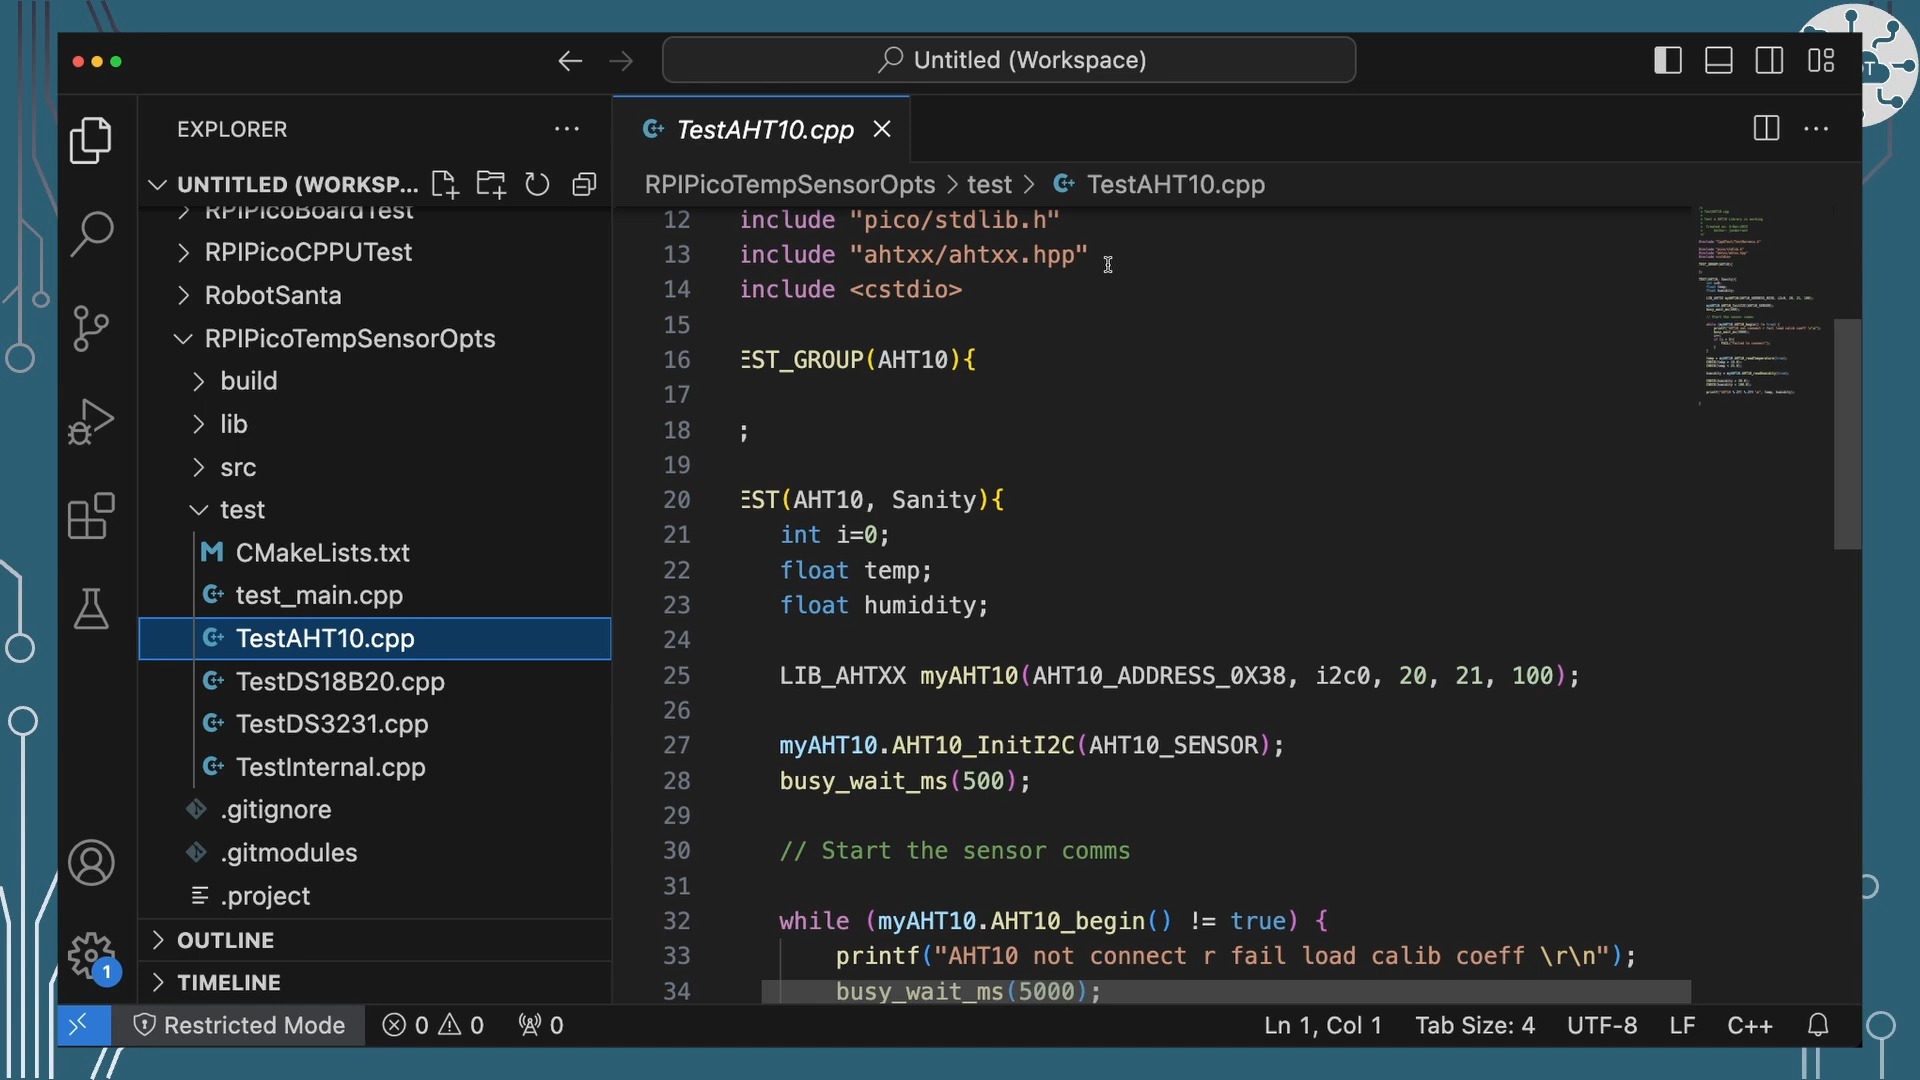 Untitled (Workspace)
EXPLORER
UNTITLED (WORKSP...
RPIPicoBoardTest
RPIPicoCPPUTest
RobotSanta
RPIPicoTempSensorOpts
build
lib
src
test
CMakeLists.txt
test_main.cpp
TestAHT10.cpp
TestDS18B20.cpp
TestDS3231.cpp
TestInternal.cpp
.gitignore
.gitmodules
.project
OUTLINE
TIMELINE
TestAHT10.cpp
RPIPicoTempSensorOpts > test > TestAHT10.cpp
12 include "pico/stdlib.h"
13 include "ahtxx/ahtxx.hpp"
14 include <cstdio>
15
16 EST_GROUP(AHT10){
17
18 ;
19
20 EST(AHT10, Sanity){
21 int i=0;
22 float temp;
23 float humidity;
24
25 LIB_AHTXX myAHT10(AHT10_ADDRESS_0X38, i2c0, 20, 21, 100);
26
27 myAHT10.AHT10_InitI2C(AHT10_SENSOR);
28 busy_wait_ms(500);
29
30 // Start the sensor comms
31
32 while (myAHT10.AHT10_begin() != true) {
33 printf("AHT10 not connect r fail load calib coeff \r\n");
34 busy_wait_ms(5000);
1
Restricted Mode 0 0 0 Ln 1, Col 1 Tab Size: 4 UTF-8 LF C++